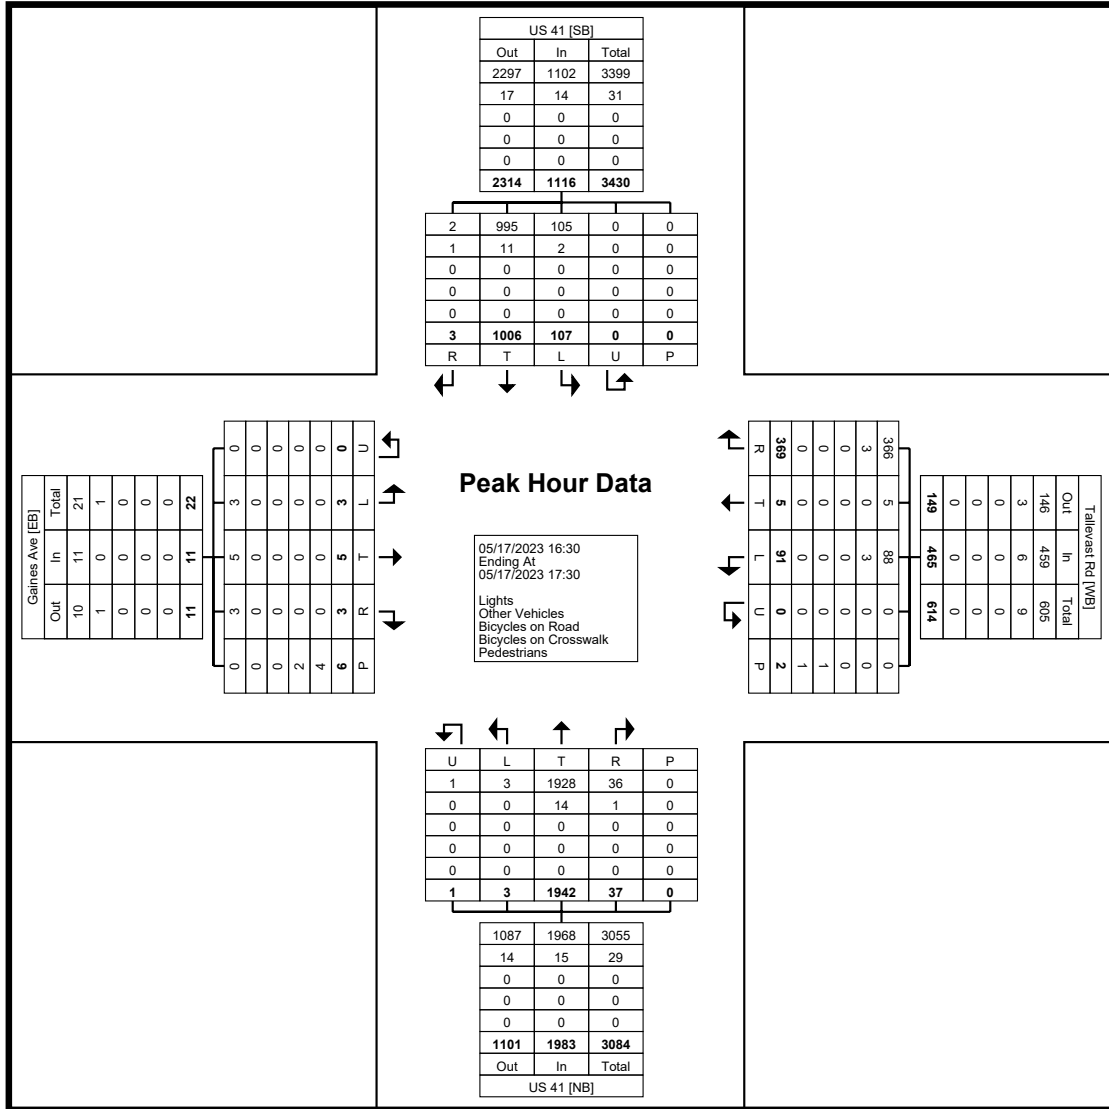 US 41 [SB]
Out In Total
2297 1102 3399
17 14 31
0 0 0
0 0 0
0 0 0
2314 1116 3430
2 995 105 0 0
1 11 2 0 0
0 0 0 0 0
0 0 0 0 0
0 0 0 0 0
3 1006 107 0 0
R T L U P
Gaines Ave [EB]
Total In Out
21 11 10
1 0 1
0 0 0
0 0 0
0 0 0
22 11 11
0 3 5 3 0
0 0 0 0 0
0 0 0 0 0
0 0 0 0 2
0 0 0 0 4
0 3 5 3 6
U L T R P
Peak Hour Data
05/17/2023 16:30
Ending At
05/17/2023 17:30
Lights
Other Vehicles
Bicycles on Road
Bicycles on Crosswalk
Pedestrians
Tallevast Rd [WB]
Out In Total
146 459 605
3 6 9
0 0 0
0 0 0
0 0 0
149 465 614
366 5 88 0 0
3 0 3 0 0
0 0 0 0 0
0 0 0 0 1
0 0 0 0 1
369 5 91 0 2
R T L U P
U L T R P
1 3 1928 36 0
0 0 14 1 0
0 0 0 0 0
0 0 0 0 0
0 0 0 0 0
1 3 1942 37 0
1087 1968 3055
14 15 29
0 0 0
0 0 0
0 0 0
1101 1983 3084
Out In Total
US 41 [NB]